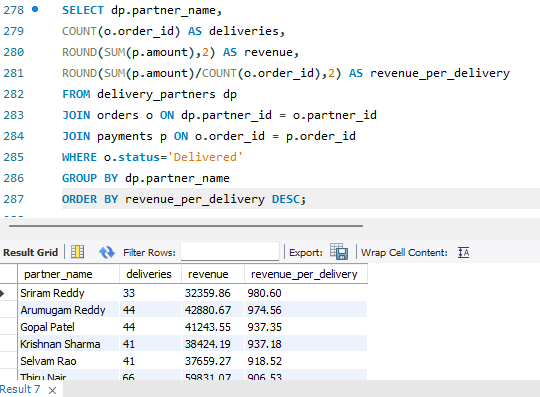 278 SELECT dp.partner_name,
279 COUNT(o.order_id) AS deliveries,
280 ROUND(SUM(p.amount),2) AS revenue,
281 ROUND(SUM(p.amount)/COUNT(o.order_id),2) AS revenue_per_delivery
282 FROM delivery_partners dp
283 JOIN orders o ON dp.partner_id = o.partner_id
284 JOIN payments p ON o.order_id = p.order_id
285 WHERE o.status='Delivered'
286 GROUP BY dp.partner_name
287 ORDER BY revenue_per_delivery DESC;
Result Grid Filter Rows: Export: Wrap Cell Content: IA
partner_name deliveries revenue revenue_per_delivery
Sriram Reddy 33 32359.86 980.60
Arumugam Reddy 44 42880.67 974.56
Gopal Patel 44 41243.55 937.35
Krishnan Sharma 41 38424.19 937.18
Selvam Rao 41 37659.27 918.52
Thiru Nair 66 59831.07 906.53
Result 7